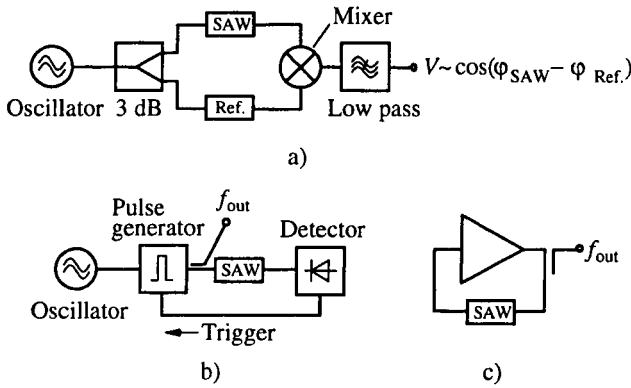 Mixer
SAW
Oscillator
3 dB
Ref.
Low pass
V~cos(φSAW− φ Ref.)
a)
Pulse
generator
fout
Detector
SAW
Oscillator
Trigger
b)
fout
SAW
c)